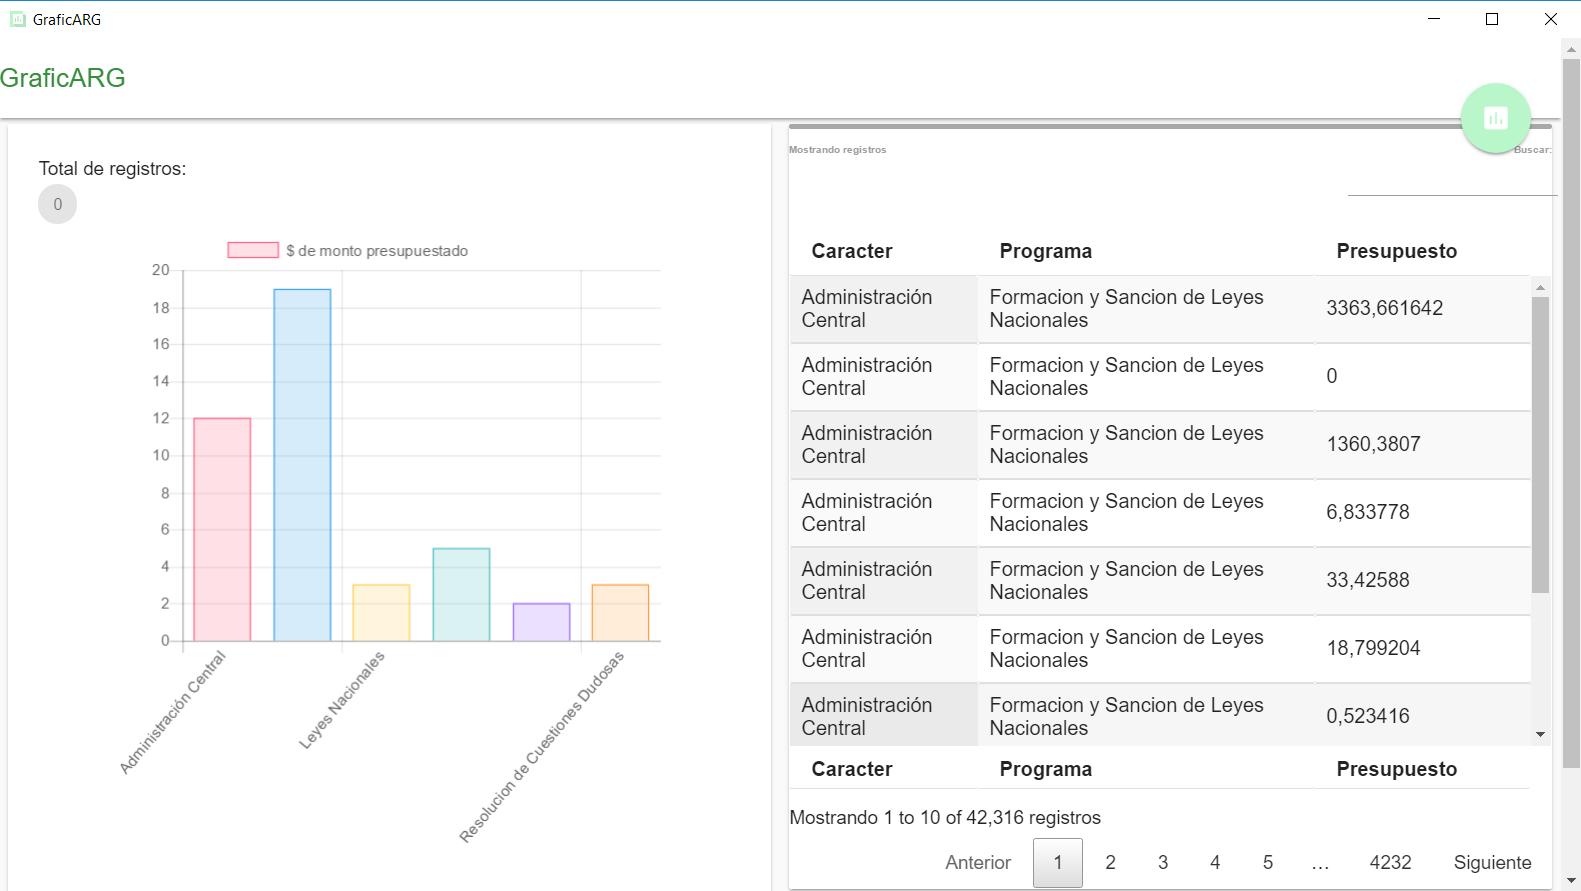 GraficARG
GraficARG
Total de registros:
0
$ de monto presupuestado
20
18
16
14
12
10
8
6
4
2
0
Administración Central
Leyes Nacionales
Resolucion de Cuestiones Dudosas
Mostrando registros
Buscar:
Caracter Programa Presupuesto
Administración Central Formacion y Sancion de Leyes Nacionales 3363,661642
Administración Central Formacion y Sancion de Leyes Nacionales 0
Administración Central Formacion y Sancion de Leyes Nacionales 1360,3807
Administración Central Formacion y Sancion de Leyes Nacionales 6,833778
Administración Central Formacion y Sancion de Leyes Nacionales 33,42588
Administración Central Formacion y Sancion de Leyes Nacionales 18,799204
Administración Central Formacion y Sancion de Leyes Nacionales 0,523416
Caracter Programa Presupuesto
Mostrando 1 to 10 of 42,316 registros
Anterior 1 2 3 4 5 … 4232 Siguiente